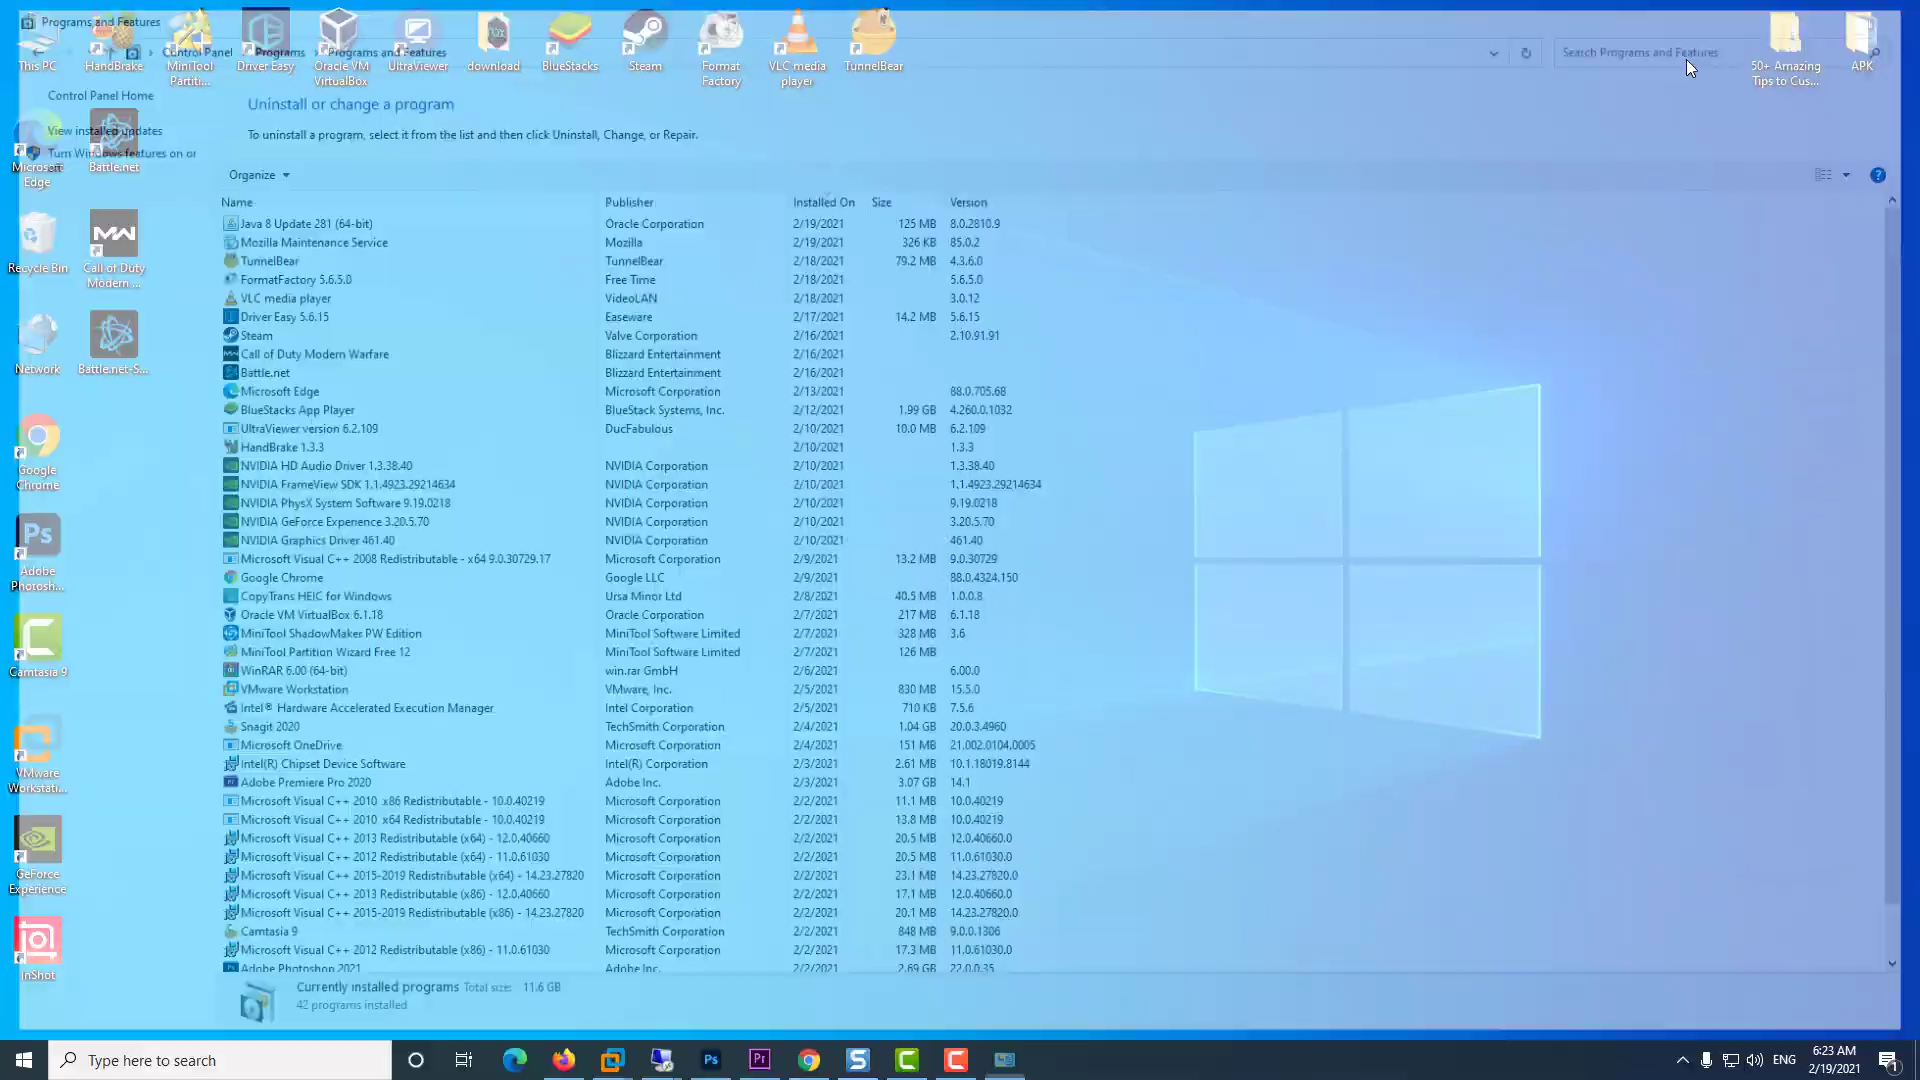 Programs and Features
This PC
HandBrake
MiniTool
Partiti...
Driver Easy
Oracle VM
VirtualBox
UltraViewer
download
BlueStacks
Steam
Format
Factory
VLC media
player
TunnelBear
50+ Amazing
Tips to Cus...
APK
Control Panel
Programs
Programs and Features
Search Programs and Features
Control Panel Home
View installed updates
Turn Windows features on or
Uninstall or change a program
To uninstall a program, select it from the list and then click Uninstall, Change, or Repair.
Organize
Microsoft
Edge
Battle.net
Recycle Bin
Call of Duty
Modern ...
Network
Battle.net-S...
Google
Chrome
Ps
Adobe
Photosh...
Camtasia 9
VMware
Workstati...
GeForce
Experience
InShot
Name Publisher Installed On Size Version
Java 8 Update 281 (64-bit) Oracle Corporation 2/19/2021 125 MB 8.0.2810.9
Mozilla Maintenance Service Mozilla 2/19/2021 326 KB 85.0.2
TunnelBear TunnelBear 2/18/2021 79.2 MB 4.3.6.0
FormatFactory 5.6.5.0 Free Time 2/18/2021 5.6.5.0
VLC media player VideoLAN 2/18/2021 3.0.12
Driver Easy 5.6.15 Easeware 2/17/2021 14.2 MB 5.6.15
Steam Valve Corporation 2/16/2021 2.10.91.91
Call of Duty Modern Warfare Blizzard Entertainment 2/16/2021
Battle.net Blizzard Entertainment 2/16/2021
Microsoft Edge Microsoft Corporation 2/13/2021 88.0.705.68
BlueStacks App Player BlueStack Systems, Inc. 2/12/2021 1.99 GB 4.260.0.1032
UltraViewer version 6.2.109 DucFabulous 2/10/2021 10.0 MB 6.2.109
HandBrake 1.3.3 2/10/2021 1.3.3
NVIDIA HD Audio Driver 1.3.38.40 NVIDIA Corporation 2/10/2021 1.3.38.40
NVIDIA FrameView SDK 1.1.4923.29214634 NVIDIA Corporation 2/10/2021 1.1.4923.29214634
NVIDIA PhysX System Software 9.19.0218 NVIDIA Corporation 2/10/2021 9.19.0218
NVIDIA GeForce Experience 3.20.5.70 NVIDIA Corporation 2/10/2021 3.20.5.70
NVIDIA Graphics Driver 461.40 NVIDIA Corporation 2/10/2021 461.40
Microsoft Visual C++ 2008 Redistributable - x64 9.0.30729.17 Microsoft Corporation 2/9/2021 13.2 MB 9.0.30729
Google Chrome Google LLC 2/9/2021 88.0.4324.150
CopyTrans HEIC for Windows Ursa Minor Ltd 2/8/2021 40.5 MB 1.0.0.8
Oracle VM VirtualBox 6.1.18 Oracle Corporation 2/7/2021 217 MB 6.1.18
MiniTool ShadowMaker PW Edition MiniTool Software Limited 2/7/2021 328 MB 3.6
MiniTool Partition Wizard Free 12 MiniTool Software Limited 2/7/2021 126 MB
WinRAR 6.00 (64-bit) win.rar GmbH 2/6/2021 6.00.0
VMware Workstation VMware, Inc. 2/5/2021 830 MB 15.5.0
Intel® Hardware Accelerated Execution Manager Intel Corporation 2/5/2021 710 KB 7.5.6
Snagit 2020 TechSmith Corporation 2/4/2021 1.04 GB 20.0.3.4960
Microsoft OneDrive Microsoft Corporation 2/4/2021 151 MB 21.002.0104.0005
Intel(R) Chipset Device Software Intel(R) Corporation 2/3/2021 2.61 MB 10.1.18019.8144
Adobe Premiere Pro 2020 Adobe Inc. 2/3/2021 3.07 GB 14.1
Microsoft Visual C++ 2010 x86 Redistributable - 10.0.40219 Microsoft Corporation 2/2/2021 11.1 MB 10.0.40219
Microsoft Visual C++ 2010 x64 Redistributable - 10.0.40219 Microsoft Corporation 2/2/2021 13.8 MB 10.0.40219
Microsoft Visual C++ 2013 Redistributable (x64) - 12.0.40660 Microsoft Corporation 2/2/2021 20.5 MB 12.0.40660.0
Microsoft Visual C++ 2012 Redistributable (x64) - 11.0.61030 Microsoft Corporation 2/2/2021 20.5 MB 11.0.61030.0
Microsoft Visual C++ 2015-2019 Redistributable (x64) - 14.23.27820 Microsoft Corporation 2/2/2021 23.1 MB 14.23.27820.0
Microsoft Visual C++ 2013 Redistributable (x86) - 12.0.40660 Microsoft Corporation 2/2/2021 17.1 MB 12.0.40660.0
Microsoft Visual C++ 2015-2019 Redistributable (x86) - 14.23.27820 Microsoft Corporation 2/2/2021 20.1 MB 14.23.27820.0
Camtasia 9 TechSmith Corporation 2/2/2021 848 MB 9.0.0.1306
Microsoft Visual C++ 2012 Redistributable (x86) - 11.0.61030 Microsoft Corporation 2/2/2021 17.3 MB 11.0.61030.0
Adobe Photoshop 2021 Adobe Inc. 2/2/2021 2.69 GB 22.0.0.35
Currently installed programs Total size: 11.6 GB
42 programs installed
Type here to search
Ps
Pr
ENG
6:23 AM
2/19/2021
1